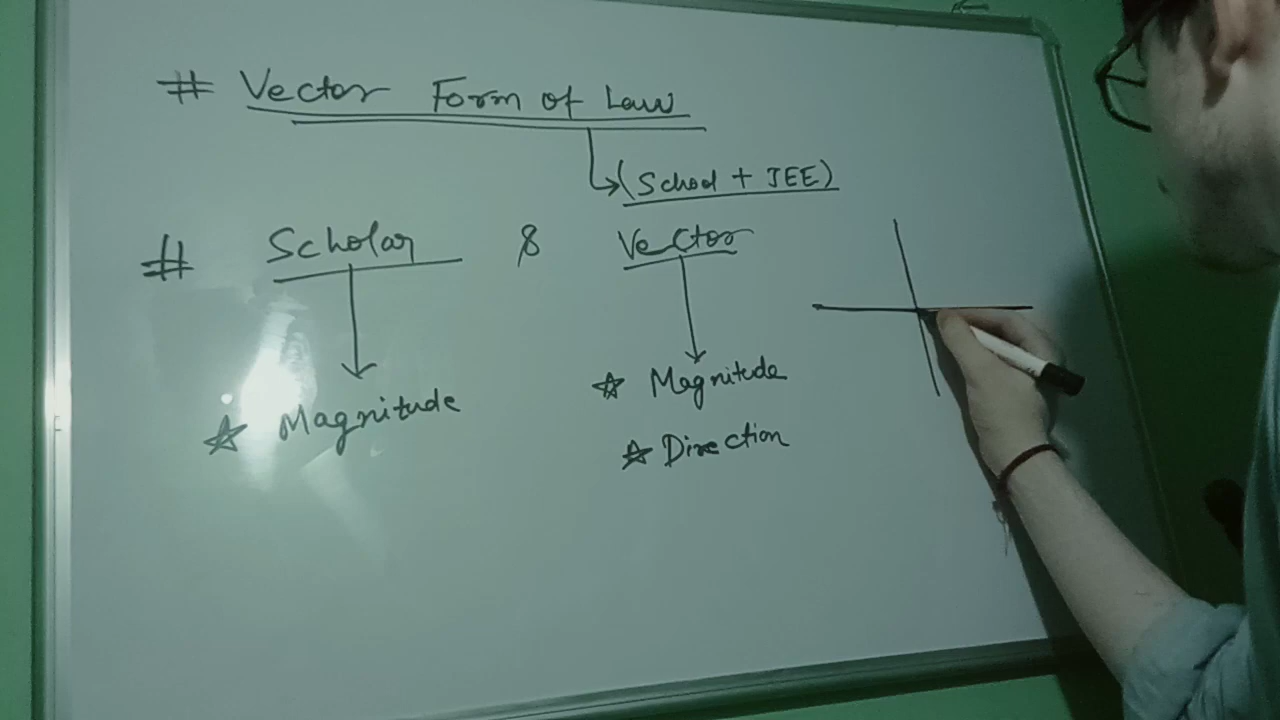 # Vector Form of Law
(School + JEE)
# Scholar & Vector
☆ Magnitude ☆ Magnitude
☆ Direction